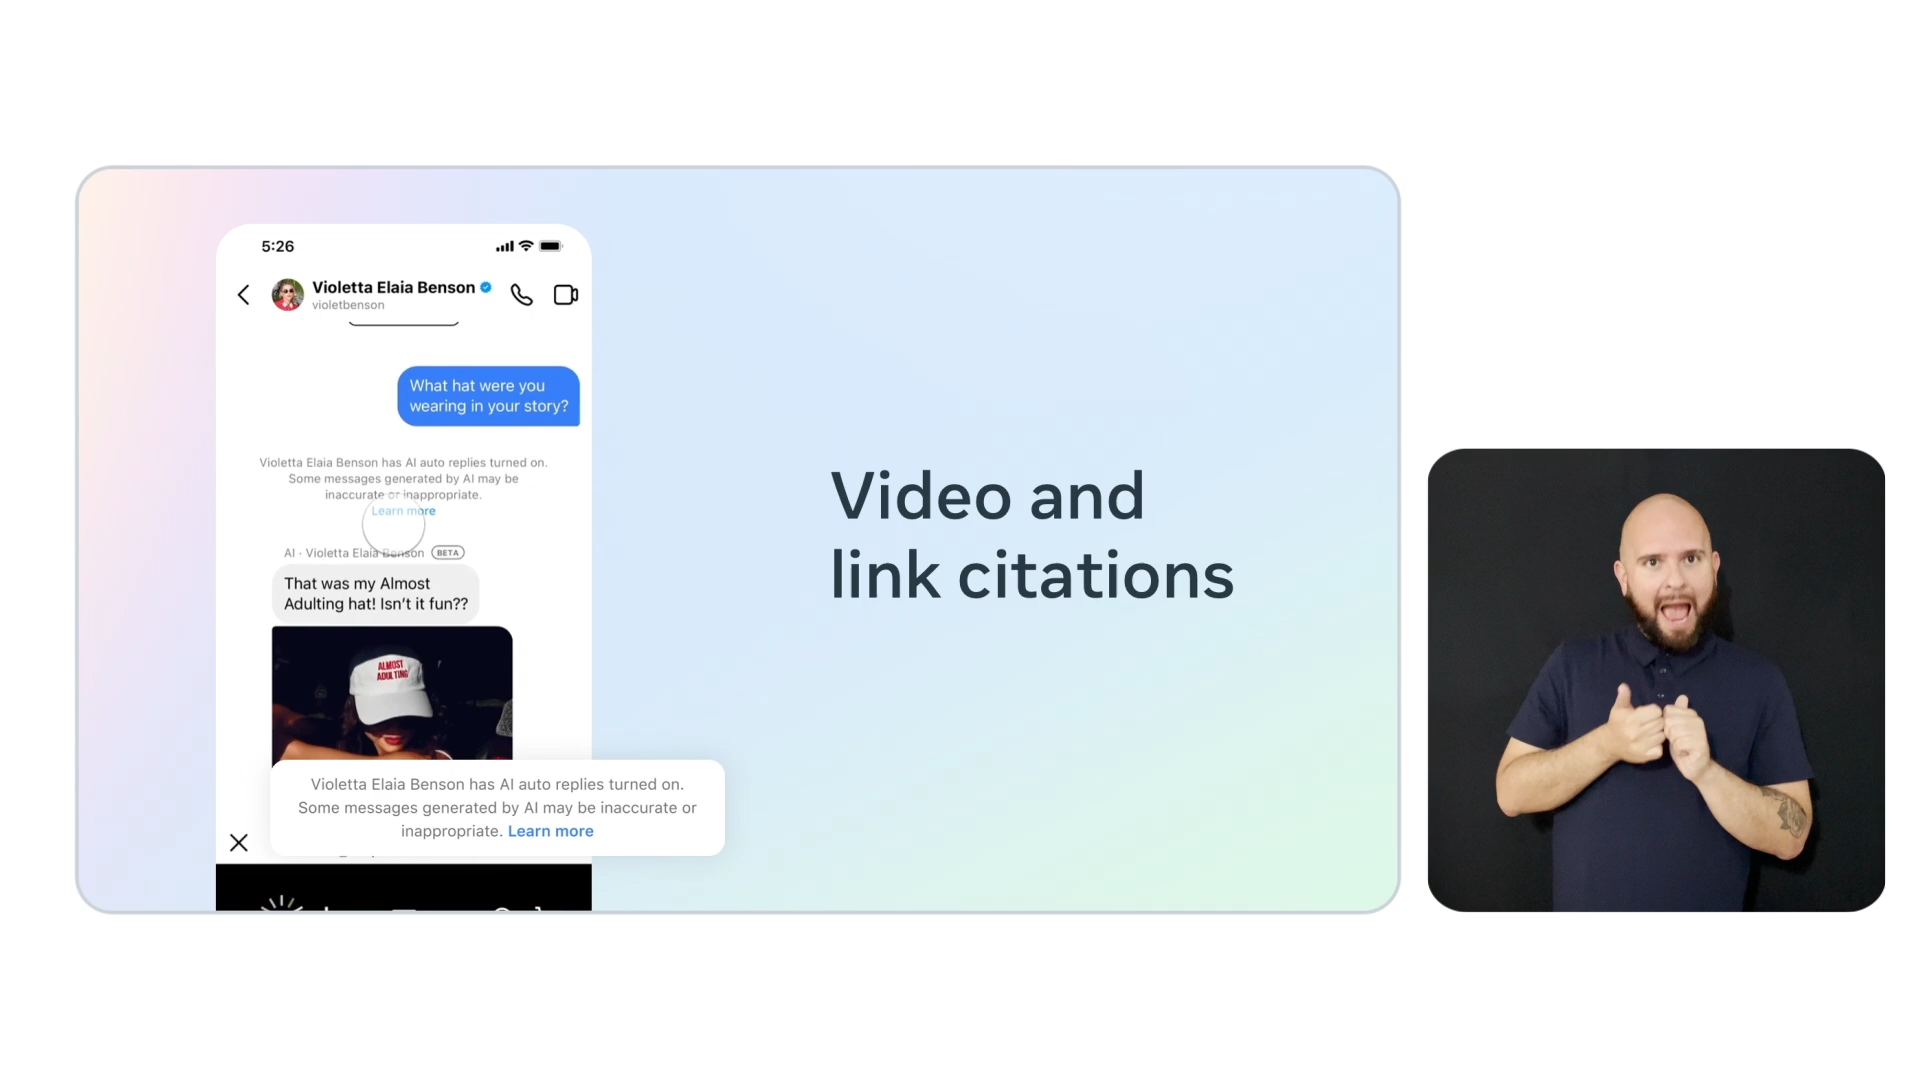 5:26
Violetta Elaia Benson
violetbenson
What hat were you
wearing in your story?
Violetta Elaia Benson has AI auto replies turned on.
Some messages generated by AI may be
inaccurate or inappropriate.
Learn more
AI · Violetta Elaia Benson BETA
That was my Almost
Adulting hat! Isn't it fun??
ALMOST
ADULTING
Violetta Elaia Benson has AI auto replies turned on.
Some messages generated by AI may be inaccurate or
inappropriate. Learn more
Video and
link citations